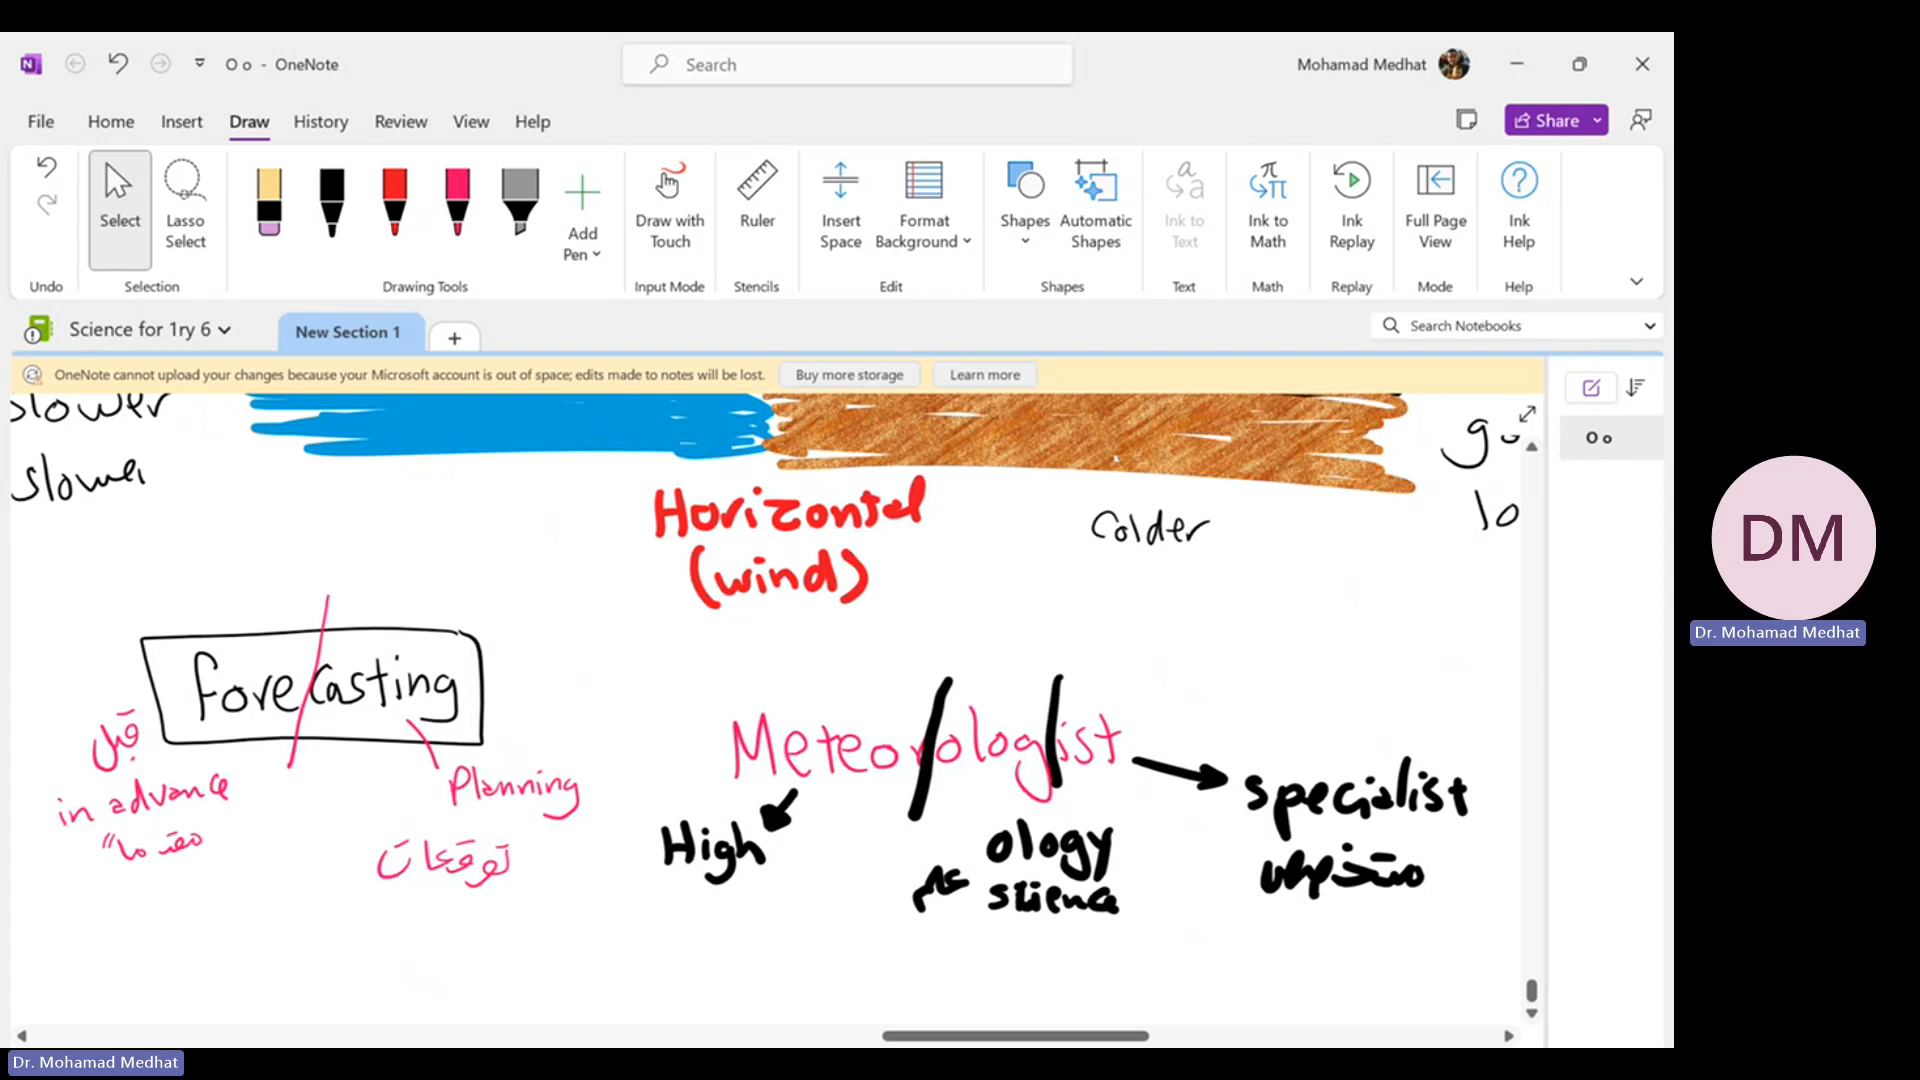 O o - OneNote
Search
Mohamad Medhat
File Home Insert Draw History Review View Help
Share
Select
Lasso Select
Add Pen
Draw with Touch
Ruler
Insert Space
Format Background
Shapes
Automatic Shapes
Ink to Text
Ink to Math
Ink Replay
Full Page View
Ink Help
Undo Selection Drawing Tools Input Mode Stencils Edit Shapes Text Math Replay Mode Help
Science for 1ry 6
New Section 1
Search Notebooks
OneNote cannot upload your changes because your Microsoft account is out of space; edits made to notes will be lost.
Buy more storage
Learn more
O o
slower
slower
Horizontal
(wind)
Colder
lo
forecasting
قبل
in advance
مقدما
Planning
توقعات
Meteorologist
High
ology
علم
science
specialist
متخصص
DM
Dr. Mohamad Medhat
Dr. Mohamad Medhat